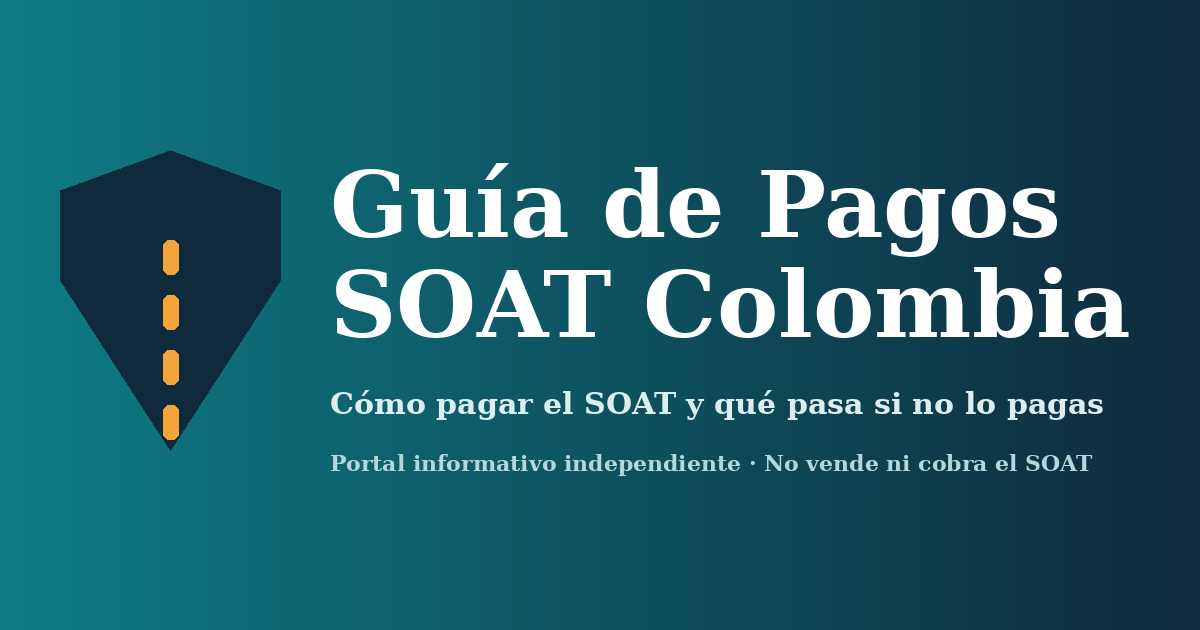 Guía de Pagos
SOAT Colombia
Cómo pagar el SOAT y qué pasa si no lo pagas
Portal informativo independiente · No vende ni cobra el SOAT